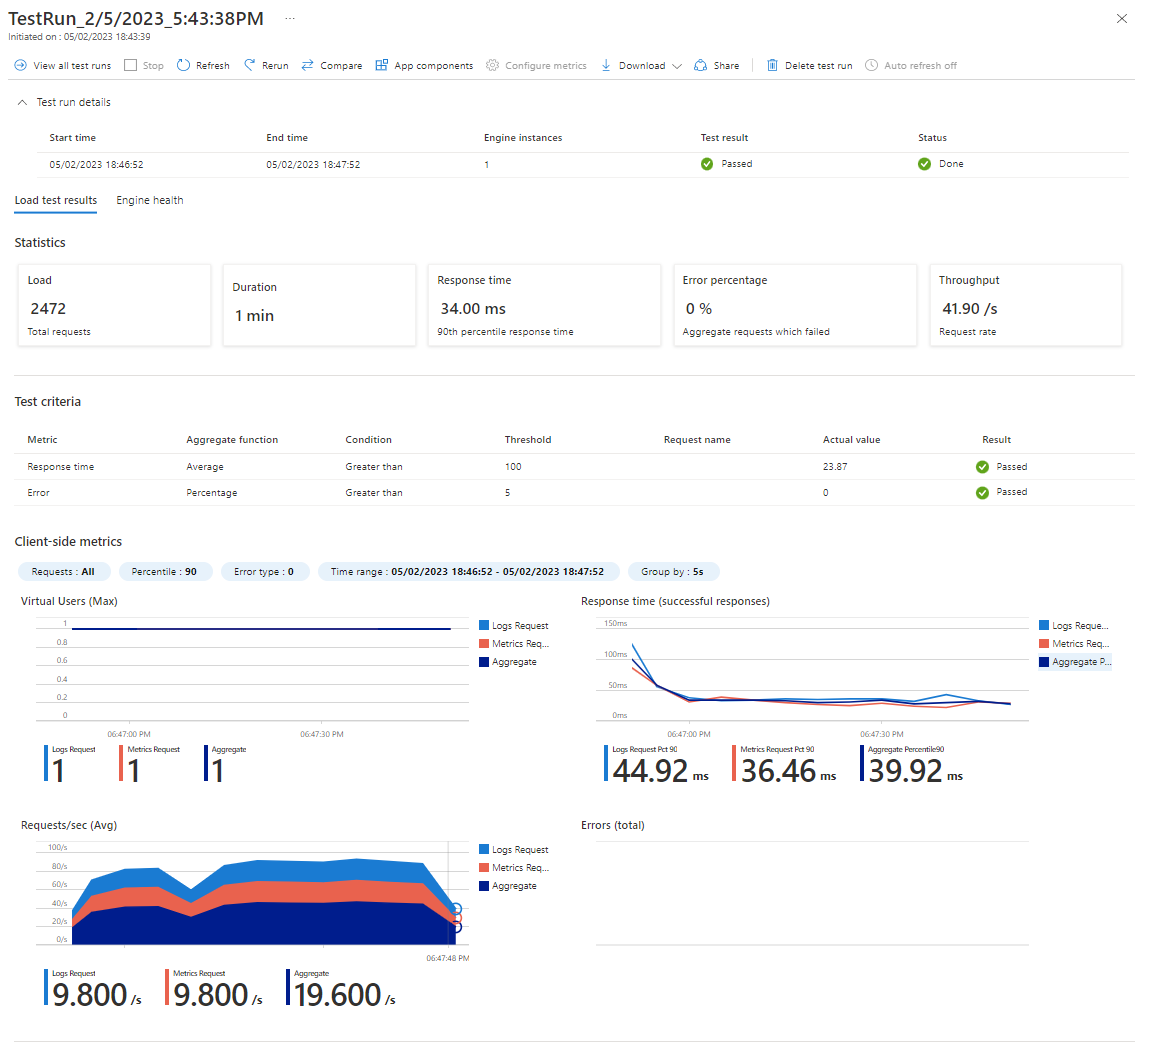 TestRun_2/5/2023_5:43:38PM ...
Initiated on : 05/02/2023 18:43:39
View all test runs Stop Refresh Rerun Compare App components Configure metrics Download Share Delete test run Auto refresh off
Test run details
Start time End time Engine instances Test result Status
05/02/2023 18:46:52 05/02/2023 18:47:52 1 Passed Done
Load test results Engine health
Statistics
Load
2472
Total requests
Duration
1 min
Response time
34.00 ms
90th percentile response time
Error percentage
0 %
Aggregate requests which failed
Throughput
41.90 /s
Request rate
Test criteria
Metric Aggregate function Condition Threshold Request name Actual value Result
Response time Average Greater than 100 23.87 Passed
Error Percentage Greater than 5 0 Passed
Client-side metrics
Requests : All Percentile : 90 Error type : 0 Time range : 05/02/2023 18:46:52 - 05/02/2023 18:47:52 Group by : 5s
Virtual Users (Max)
1
0.8
0.6
0.4
0.2
0
06:47:00 PM 06:47:30 PM
Logs Request
Metrics Req...
Aggregate
Logs Request Metrics Request Aggregate
1 1 1
Response time (successful responses)
150ms
100ms
50ms
0ms
06:47:00 PM 06:47:30 PM
Logs Reque...
Metrics Req...
Aggregate P...
Logs Request Pct 90 Metrics Request Pct 90 Aggregate Percentile90
44.92 ms 36.46 ms 39.92 ms
Requests/sec (Avg)
100/s
80/s
60/s
40/s
20/s
0/s
06:47:48 PM
Logs Request
Metrics Req...
Aggregate
Logs Request Metrics Request Aggregate
9.800 /s 9.800 /s 19.600 /s
Errors (total)